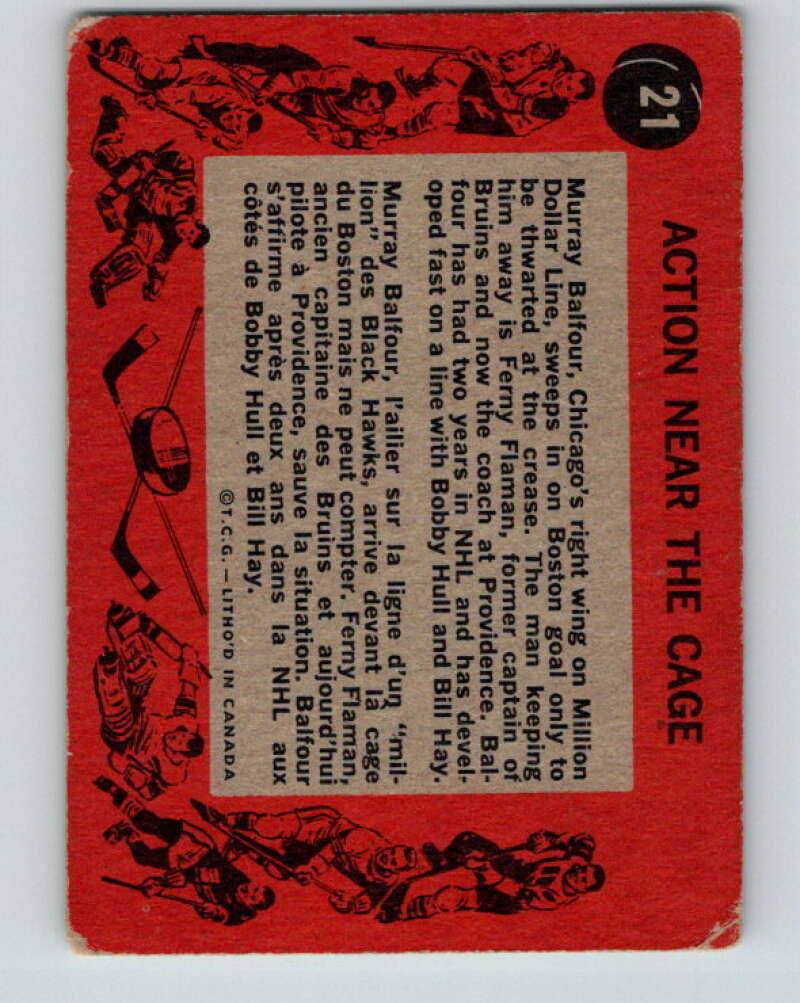 21
ACTION NEAR THE CAGE
Murray Balfour, Chicago's right wing on Million
Dollar Line, sweeps in on Boston goal only to
be thwarted at the crease. The man keeping
him away is Ferny Flaman, former captain of
Bruins and now the coach at Providence. Bal-
four has had two years in NHL and has devel-
oped fast on a line with Bobby Hull and Bill Hay.
Murray Balfour, l'ailier sur la ligne d'un "mil-
lion" des Black Hawks, arrive devant la cage
du Boston mais ne peut compter. Ferny Flaman,
ancien capitaine des Bruins et aujourd'hui
pilote à Providence, sauve la situation. Balfour
s'affirme après deux ans dans la NHL aux
côtés de Bobby Hull et Bill Hay.
©T.C.G.—LITHO'D IN CANADA